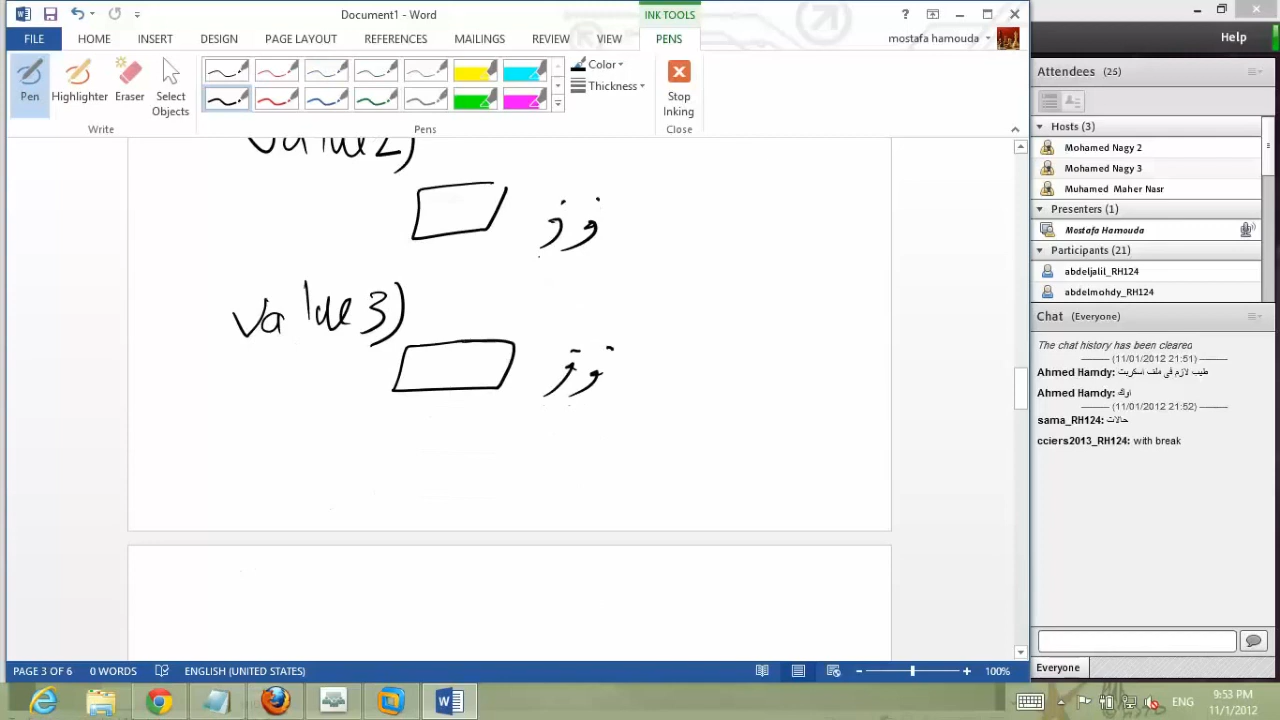 Document1 - Word
INK TOOLS
FILE
HOME
INSERT
DESIGN
PAGE LAYOUT
REFERENCES
MAILINGS
REVIEW
VIEW
PENS
mostafa hamouda
Pen
Highlighter
Eraser
Select Objects
Color
Thickness
Stop Inking
Write
Pens
Close
Value2)
;;
Value3)
;;
PAGE 3 OF 6
0 WORDS
ENGLISH (UNITED STATES)
100%
Help
Attendees (25)
Hosts (3)
Mohamed Nagy 2
Mohamed Nagy 3
Muhamed Maher Nasr
Presenters (1)
Mostafa Hamouda
Participants (21)
abdeljalil_RH124
abdelmohdy_RH124
Chat (Everyone)
The chat history has been cleared
(11/01/2012 21:51)
Ahmed Hamdy: طيب لازم فى ملف اسكريت
Ahmed Hamdy: اوك
(11/01/2012 21:52)
sama_RH124: حالات
cciers2013_RH124: with break
Everyone
ENG
9:53 PM
11/1/2012